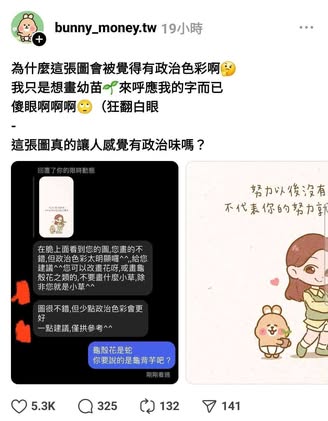 bunny_money.tw 19小時
為什麼這張圖會被覺得有政治色彩啊🤔
我只是想畫幼苗🌱來呼應我的字而已
傻眼啊啊啊🙄（狂翻白眼
-
這張圖真的讓人感覺有政治味嗎？
回覆了你的限時動態
在脆上面看到您的圖,您畫的不
錯,但政治色彩太明顯囉^^,,給您
建議^^您可以改畫花呀,或畫龜
殼花之類的,不要畫什麼小草,除
非您就是小草^^
圖很不錯,但少點政治色彩會更
好
一點建議,僅拱參考^^
龜殼花是蛇
你要說的是龜背芋吧？
剛剛看過
努力以後沒有
不代表你的努力就
5.3K 325 132 141